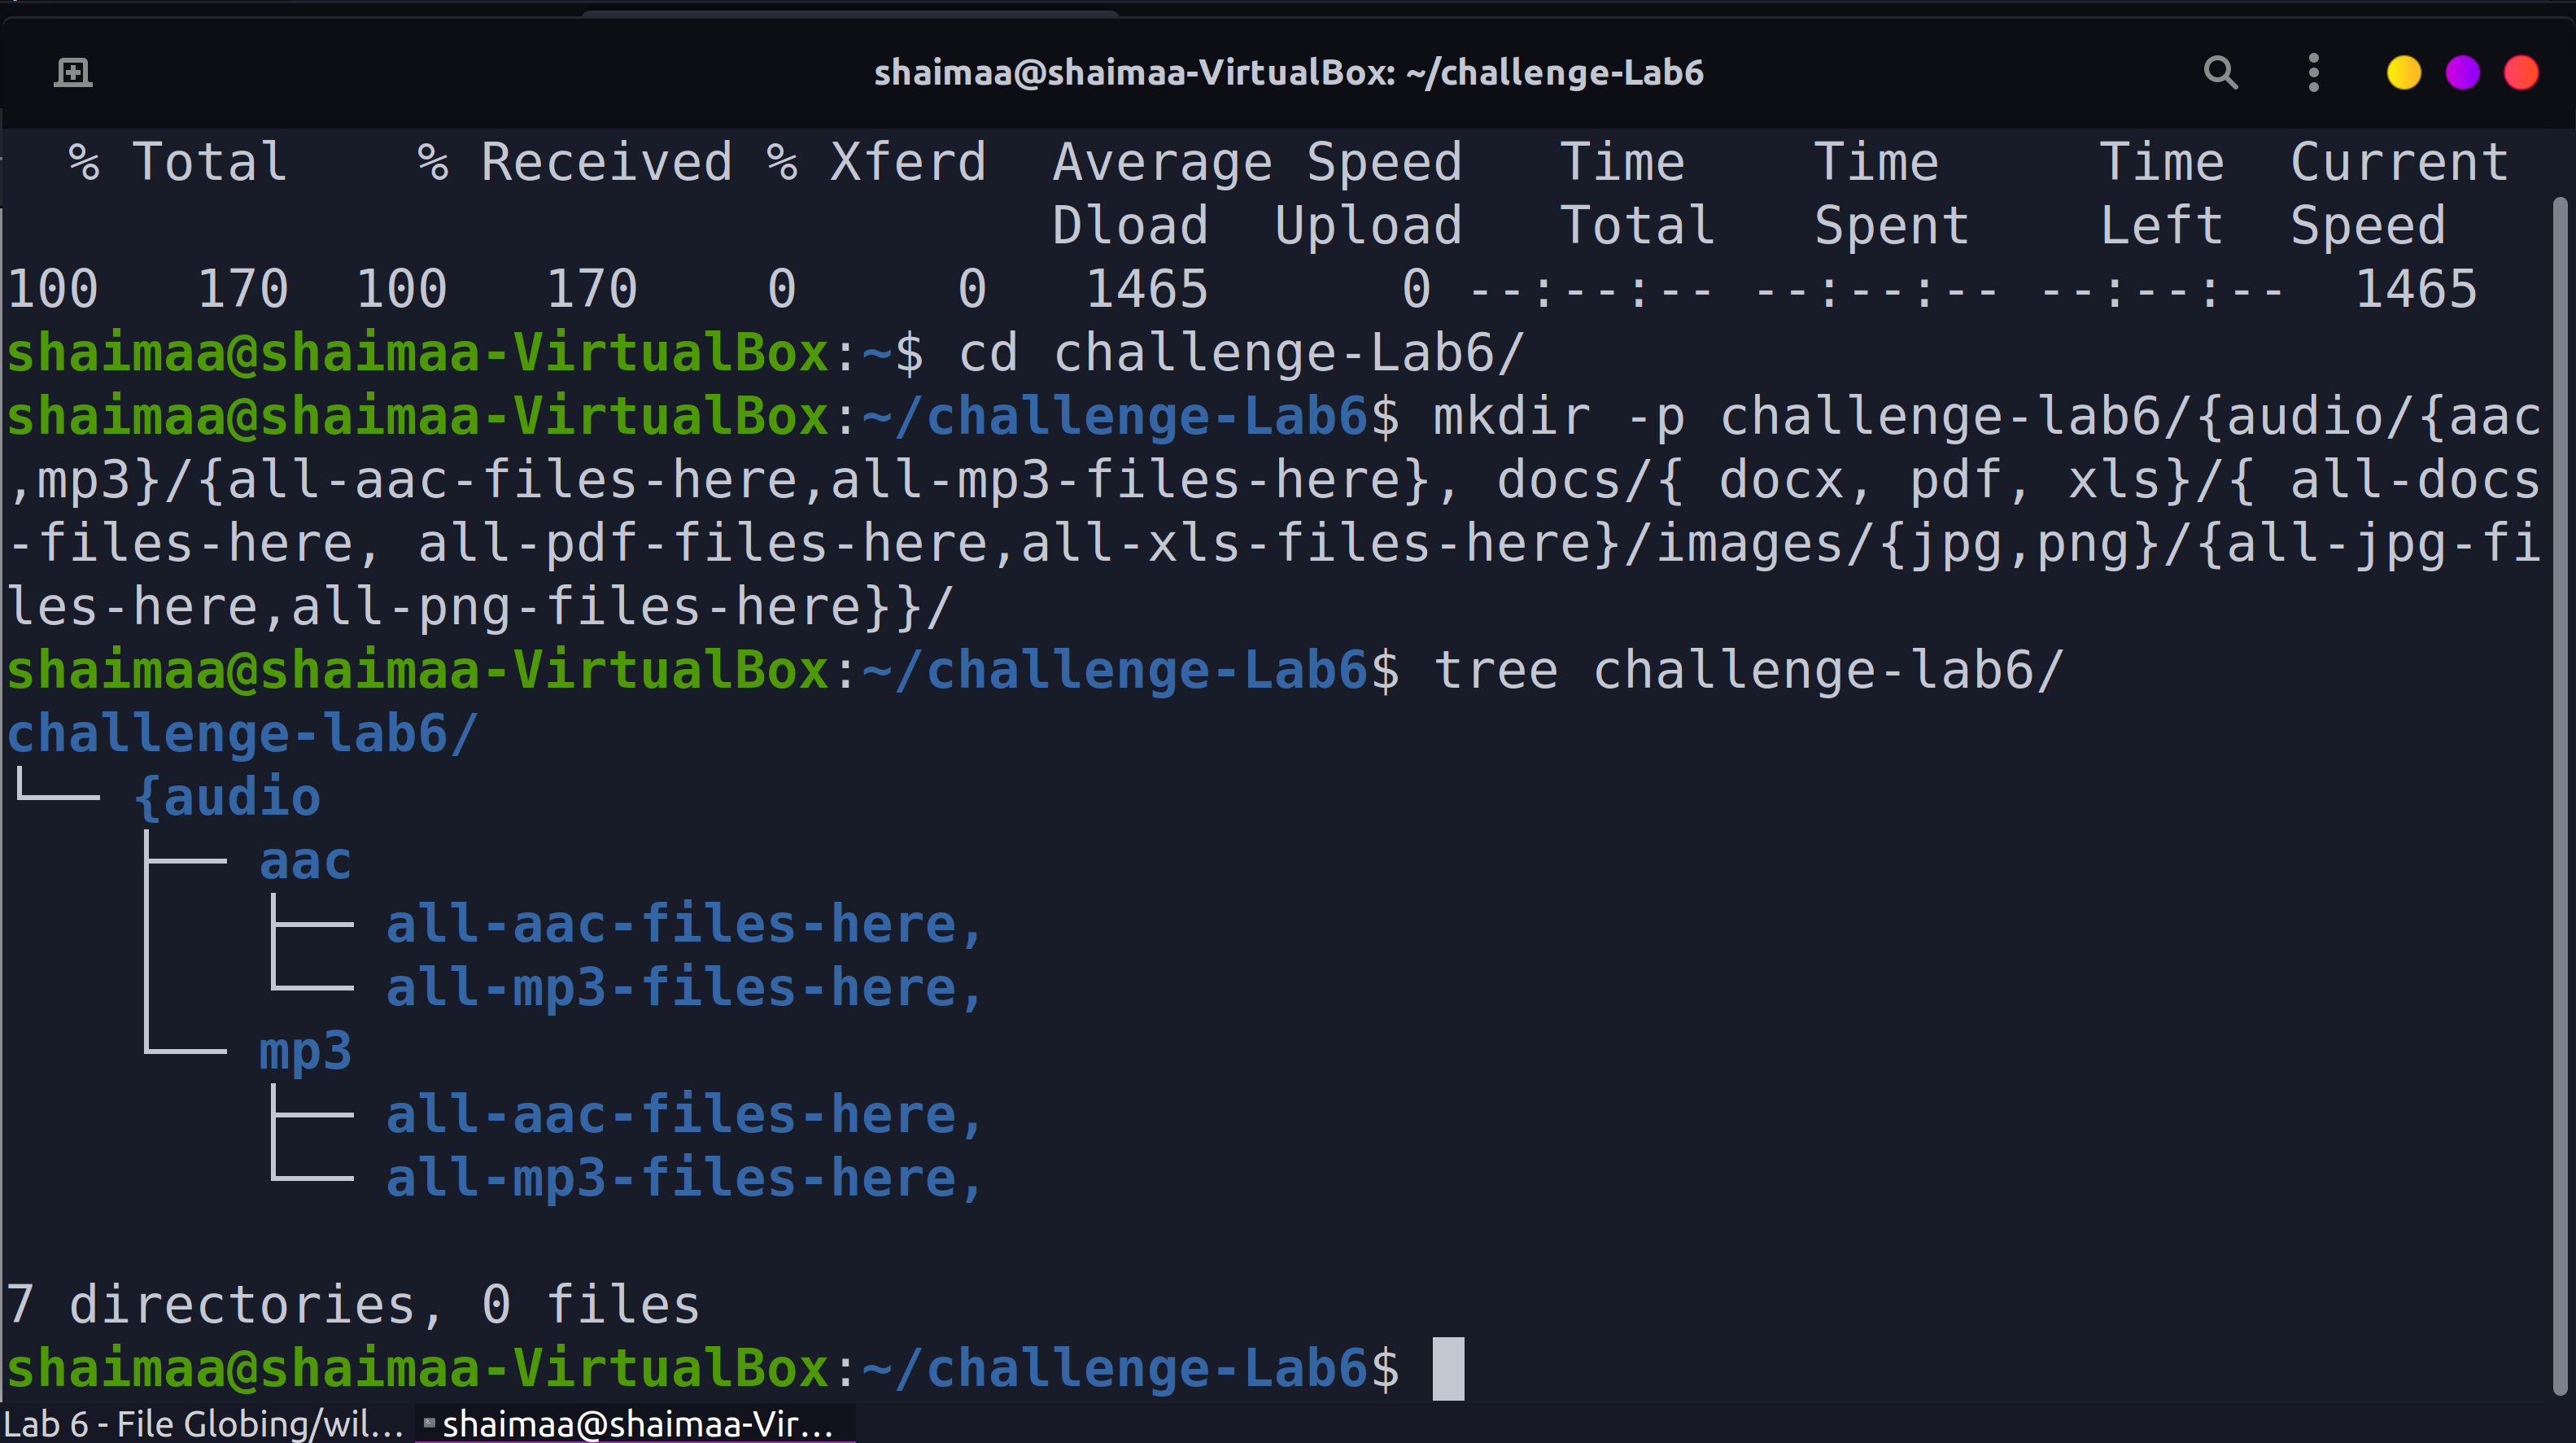 shaimaa@shaimaa-VirtualBox: ~/challenge-Lab6
  % Total    % Received % Xferd  Average Speed   Time    Time     Time  Current
                                 Dload  Upload   Total   Spent    Left  Speed
100   170  100   170    0     0   1465      0 --:--:-- --:--:-- --:--:--  1465
shaimaa@shaimaa-VirtualBox:~$ cd challenge-Lab6/
shaimaa@shaimaa-VirtualBox:~/challenge-Lab6$ mkdir -p challenge-lab6/{audio/{aac
,mp3}/{all-aac-files-here,all-mp3-files-here}, docs/{ docx, pdf, xls}/{ all-docs
-files-here, all-pdf-files-here,all-xls-files-here}/images/{jpg,png}/{all-jpg-fi
les-here,all-png-files-here}}/
shaimaa@shaimaa-VirtualBox:~/challenge-Lab6$ tree challenge-lab6/
challenge-lab6/
└── {audio
    ├── aac
    │   ├── all-aac-files-here,
    │   └── all-mp3-files-here,
    └── mp3
        ├── all-aac-files-here,
        └── all-mp3-files-here,
7 directories, 0 files
shaimaa@shaimaa-VirtualBox:~/challenge-Lab6$
Lab 6 - File Globing/wil... shaimaa@shaimaa-Vir...